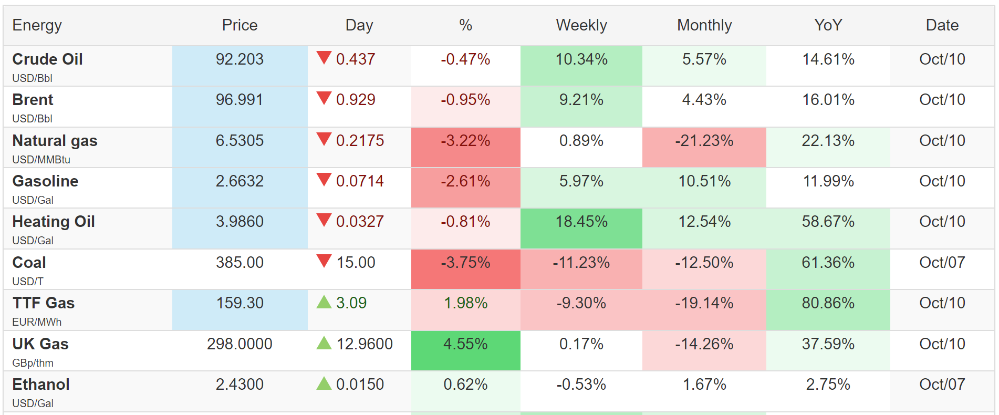 Energy Price Day % Weekly Monthly YoY Date
Crude Oil 92.203 0.437 -0.47% 10.34% 5.57% 14.61% Oct/10
USD/Bbl
Brent 96.991 0.929 -0.95% 9.21% 4.43% 16.01% Oct/10
USD/Bbl
Natural gas 6.5305 0.2175 -3.22% 0.89% -21.23% 22.13% Oct/10
USD/MMBtu
Gasoline 2.6632 0.0714 -2.61% 5.97% 10.51% 11.99% Oct/10
USD/Gal
Heating Oil 3.9860 0.0327 -0.81% 18.45% 12.54% 58.67% Oct/10
USD/Gal
Coal 385.00 15.00 -3.75% -11.23% -12.50% 61.36% Oct/07
USD/T
TTF Gas 159.30 3.09 1.98% -9.30% -19.14% 80.86% Oct/10
EUR/MWh
UK Gas 298.0000 12.9600 4.55% 0.17% -14.26% 37.59% Oct/10
GBp/thm
Ethanol 2.4300 0.0150 0.62% -0.53% 1.67% 2.75% Oct/07
USD/Gal